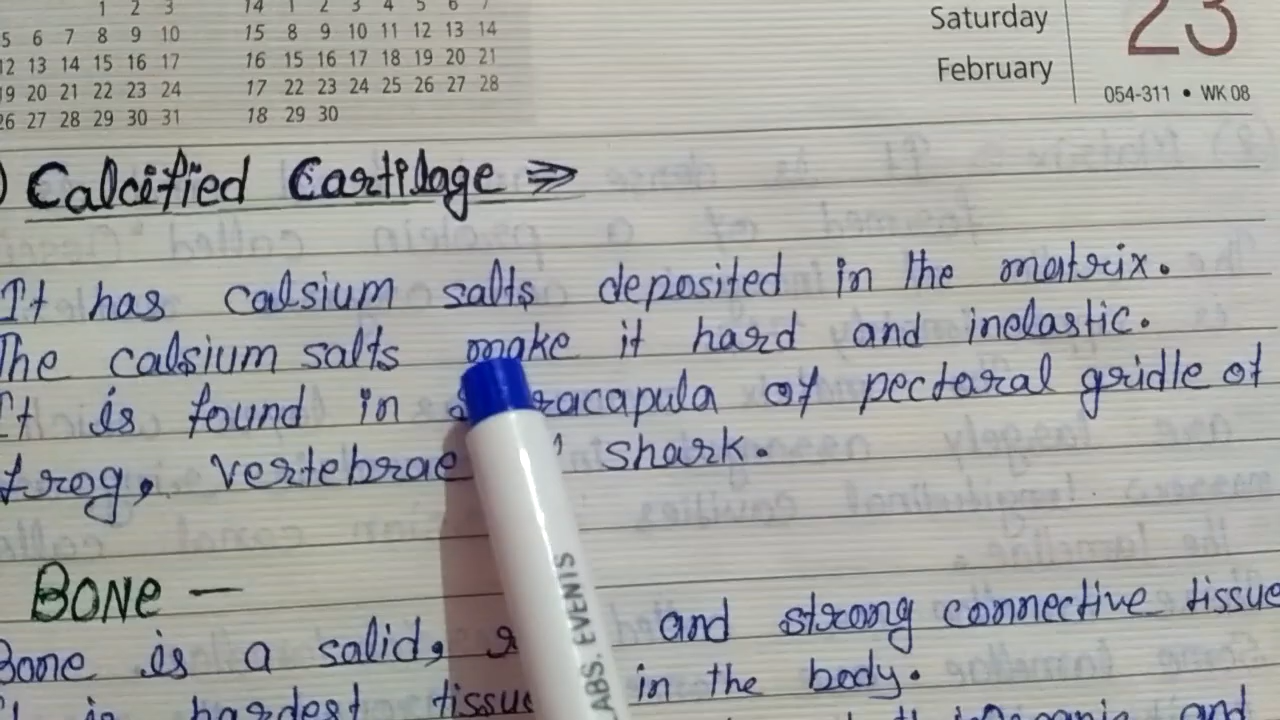 1 2 3
5 6 7 8 9 10
12 13 14 15 16 17
19 20 21 22 23 24
26 27 28 29 30 31
14 1 2 3 4 5 6 7
15 8 9 10 11 12 13 14
16 15 16 17 18 19 20 21
17 22 23 24 25 26 27 28
18 29 30
Saturday
February
23
054-311 • WK 08
Calcified Cartilage ⇒
It has calsium salts deposited in the matrix.
The calsium salts make it hard and inelastic.
It is found in racapula of pectoral gridle of
frog, vertebrae shark.
BONE —
Bone is a salid, and strong connective tissue
hardest tissue in the body.
and
ABS. EVENTS